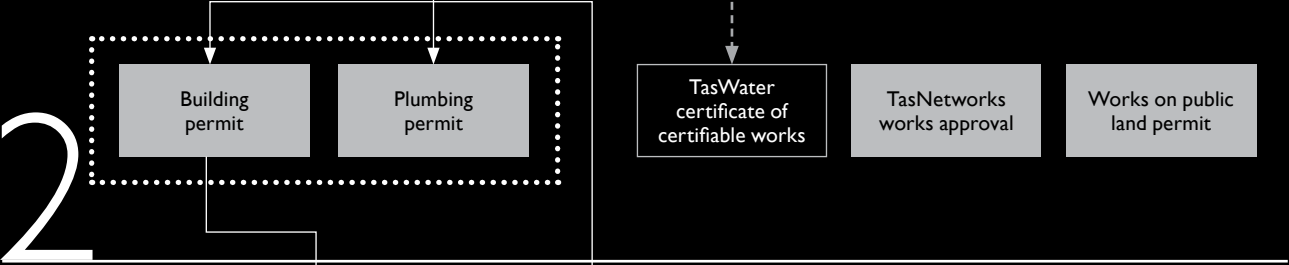 2
Building
permit
Plumbing
permit
TasWater
certificate of
certifiable works
TasNetworks
works approval
Works on public
land permit